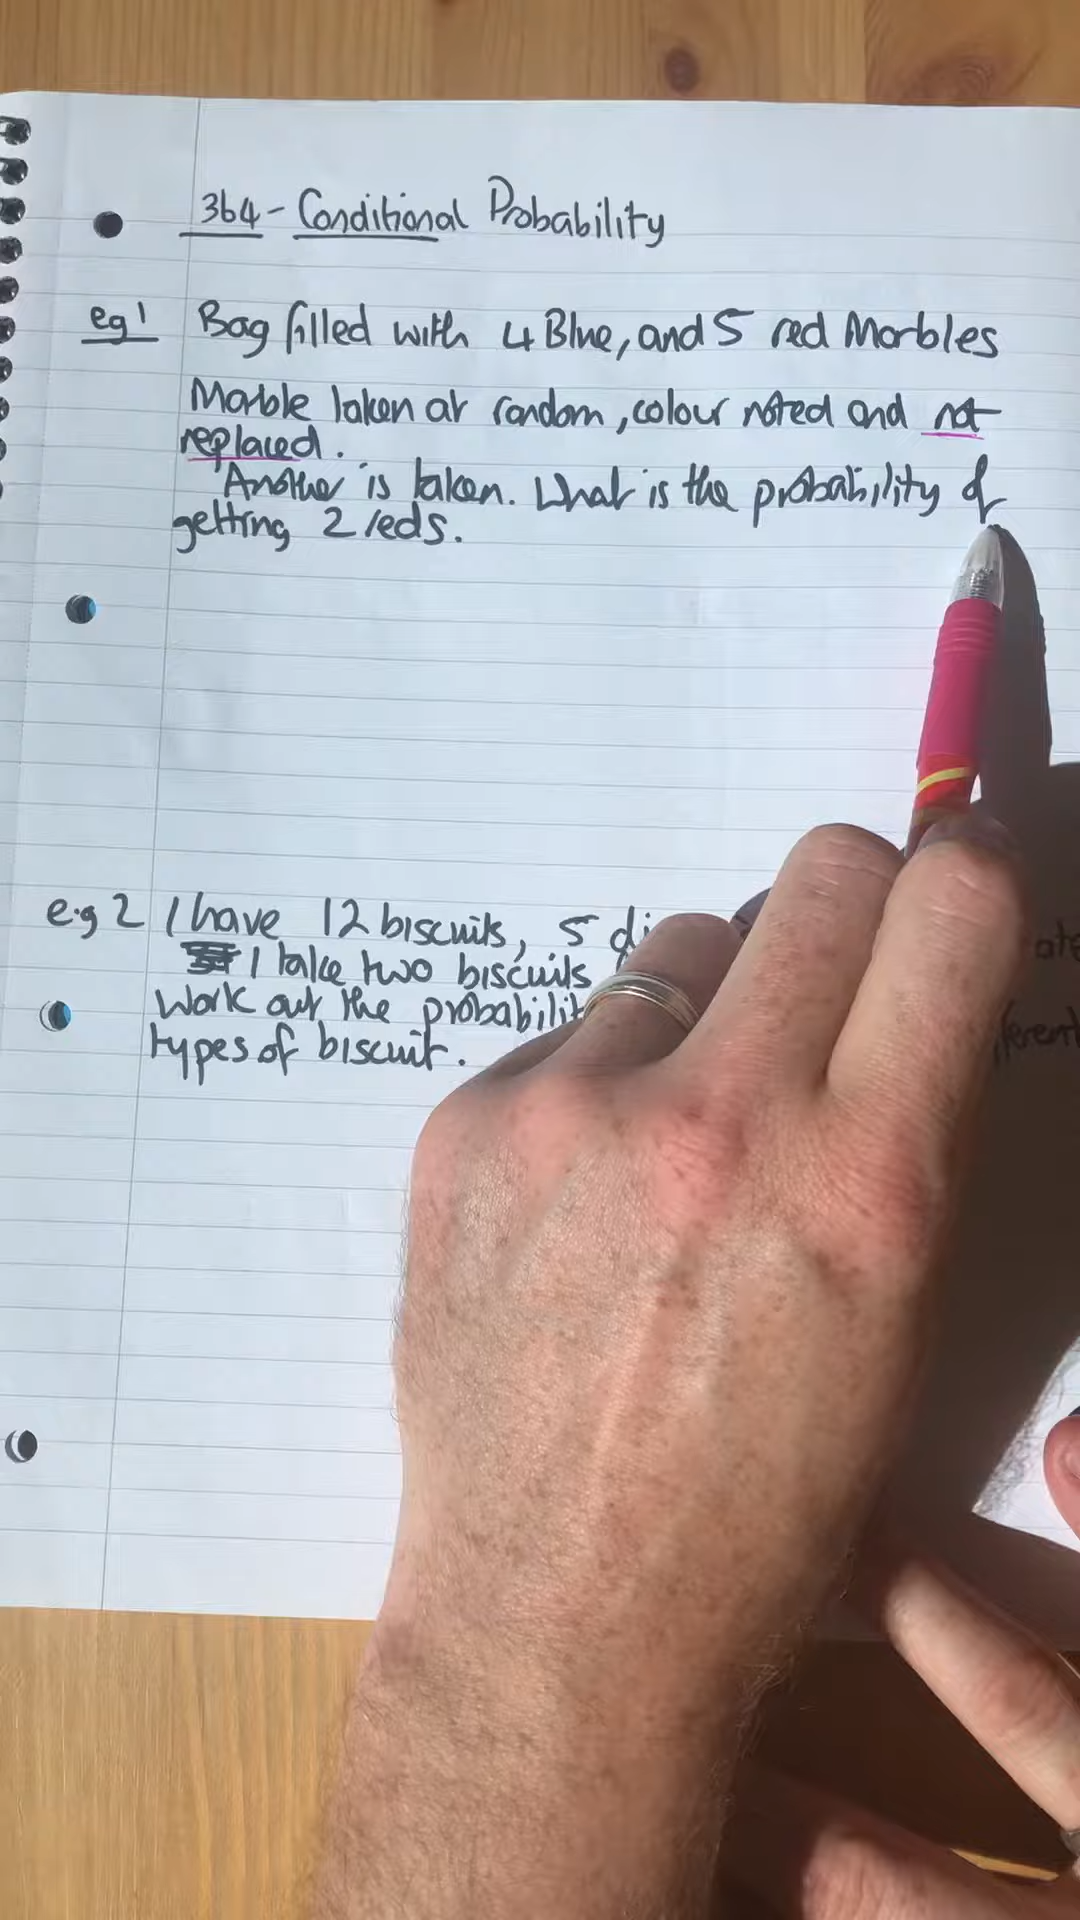 364 - Conditional Probability
eg1 Bag filled with 4 Blue, and 5 red Marbles
Marble taken at random, colour noted and not
replaced.
Another is taken. What is the probability of
getting 2 reds.
e.g 2 I have 12 biscuits, 5 di
I take two biscuits
Work out the probabilit
types of biscuit.